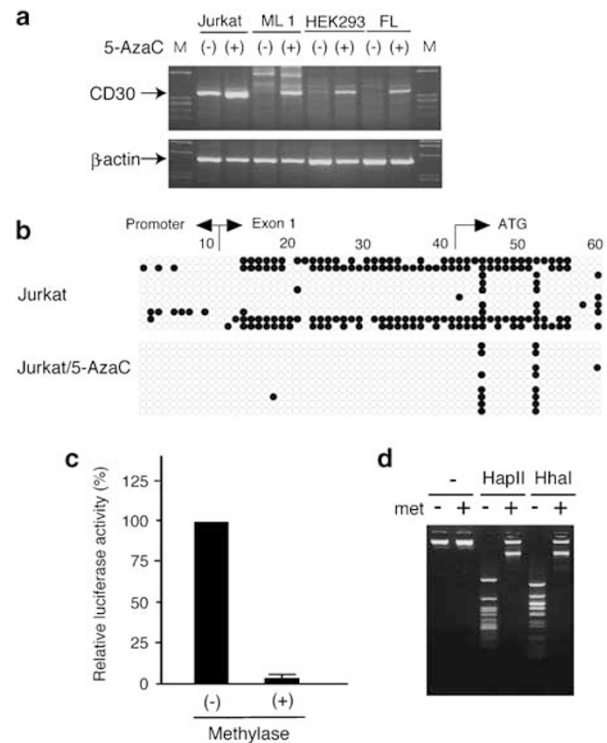 a
Jurkat ML 1 HEK293 FL
5-AzaC M (-) (+) (-) (+) (-) (+) (-) (+) M
CD30
β-actin
b
Promoter Exon 1 ATG
10 20 30 40 50 60
Jurkat
Jurkat/5-AzaC
c
Relative luciferase activity (%)
125
100
75
50
25
0
(-) (+)
Methylase
d
- HapII HhaI
met - + - + - +